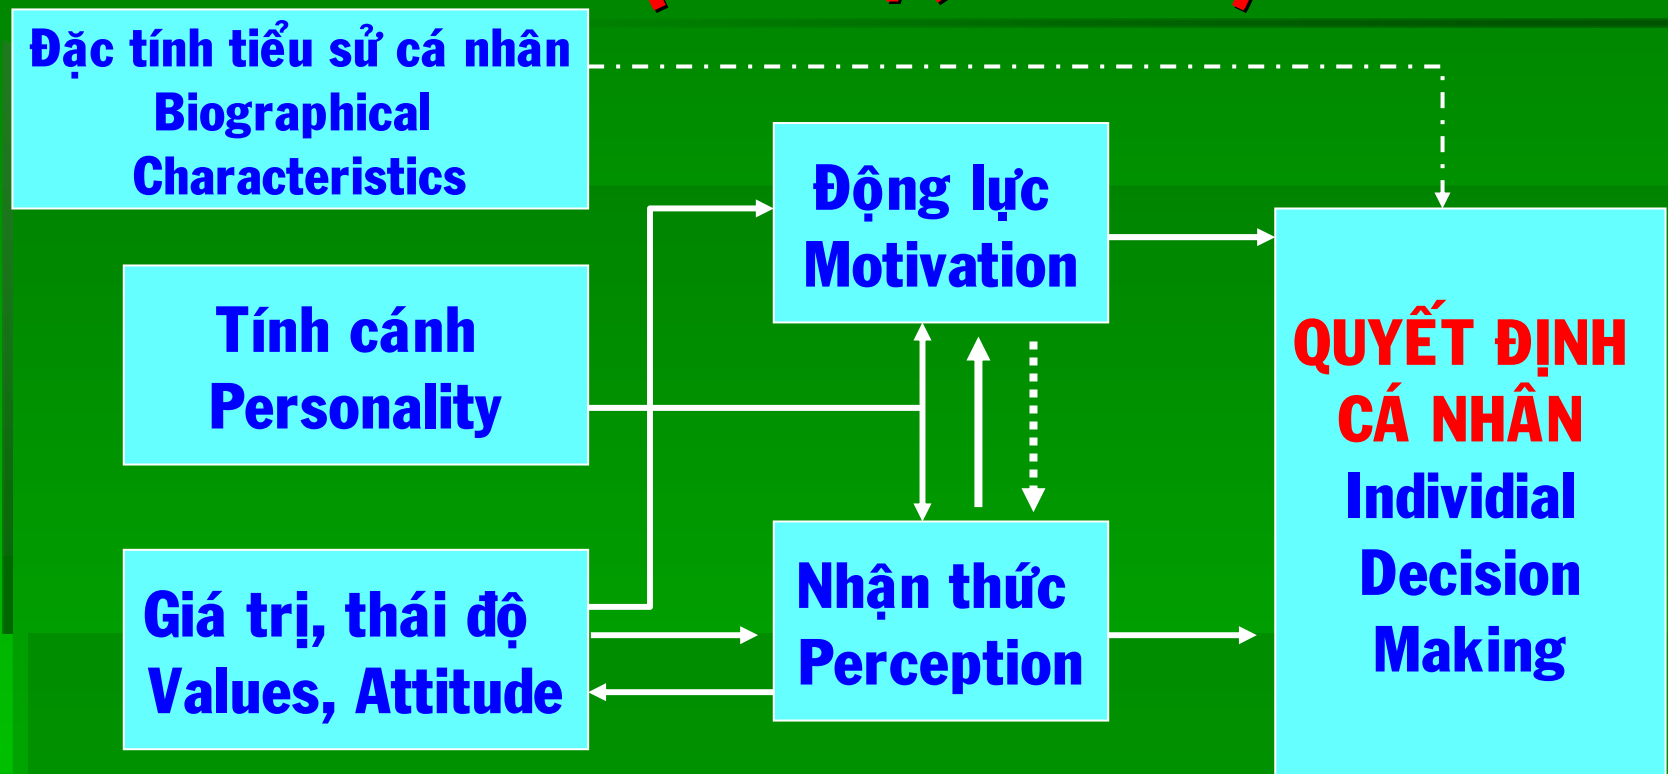 Đặc tính tiểu sử cá nhân
Biographical
Characteristics
Động lực
Motivation
Tính cánh
Personality
QUYẾT ĐỊNH
CÁ NHÂN
Individial
Decision
Making
Giá trị, thái độ
Values, Attitude
Nhận thức
Perception